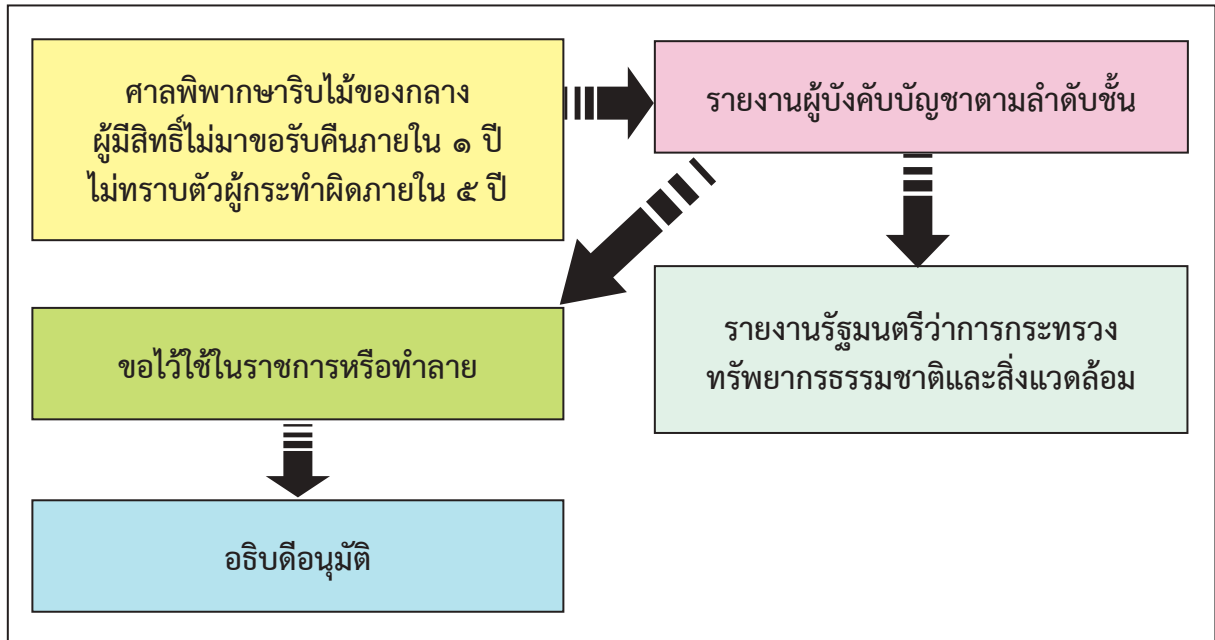 ศาลพิพากษาริบไม้ของกลาง
ผู้มีสิทธิ์ไม่มาขอรับคืนภายใน ๑ ปี
ไม่ทราบตัวผู้กระทำผิดภายใน ๕ ปี
รายงานผู้บังคับบัญชาตามลำดับชั้น
ขอไว้ใช้ในราชการหรือทำลาย
รายงานรัฐมนตรีว่าการกระทรวง
ทรัพยากรธรรมชาติและสิ่งแวดล้อม
อธิบดีอนุมัติ